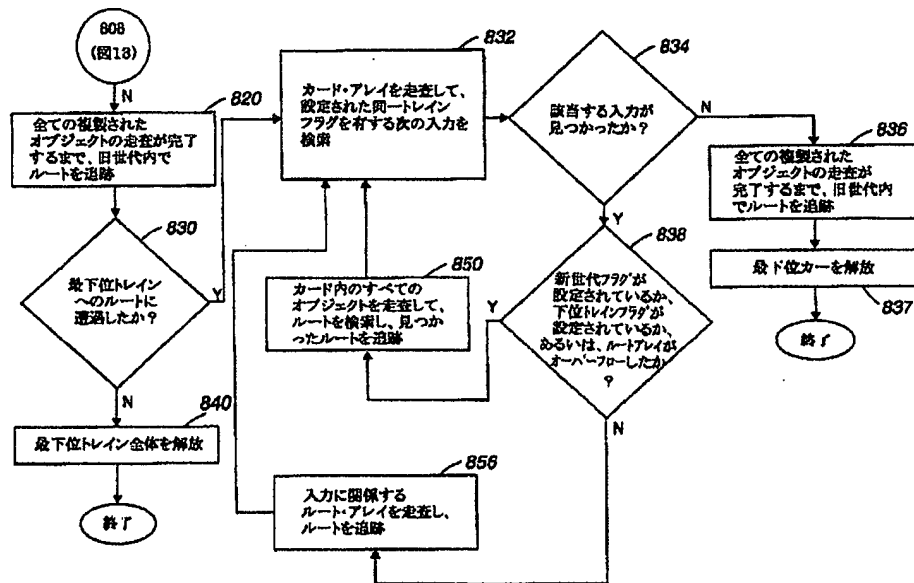 808
(図13)
N
820
全ての複製された
オブジェクトの走査が完了
するまで、旧世代内で
ルートを追跡
830
最下位トレイン
へのルートに
遭遇したか?
Y
N
840
最下位トレイン全体を解放
終了
832
カード・アレイを走査して、
設定された同一トレイン
フラグを有する次の入力を
検索
834
該当する入力が
見つかったか?
N
Y
836
全ての複製された
オブジェクトの走査が
完了するまで、旧世代内
でルートを追跡
最下位カーを解放
837
終了
838
新世代フラグが
設定されているか、
下位トレインフラグが
設定されているか、
あるいは、ルートアレイが
オーバーフローしたか
?
Y
N
850
カード内のすべての
オブジェクトを走査して、
ルートを検索し、見つか
ったルートを追跡
856
入力に関係する
ルート・アレイを走査し、
ルートを追跡